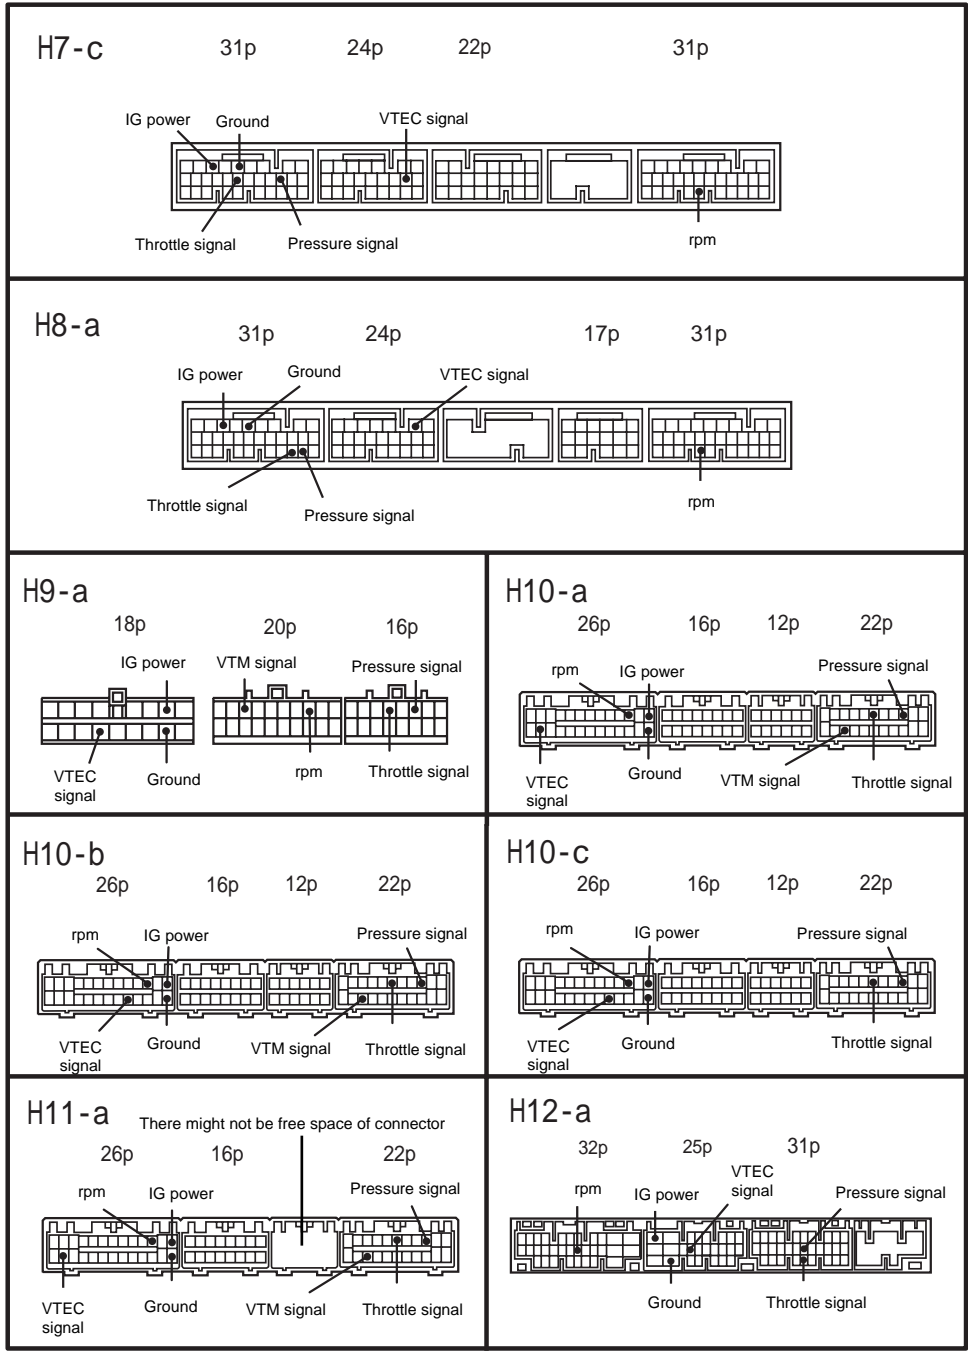 H7-c
31p 24p 22p 31p
IG power Ground VTEC signal
Throttle signal Pressure signal rpm
H8-a
31p 24p 17p 31p
IG power Ground VTEC signal
Throttle signal Pressure signal rpm
H9-a
18p 20p 16p
IG power VTM signal Pressure signal
VTEC
signal
Ground rpm Throttle signal
H10-a
26p 16p 12p 22p
rpm IG power Pressure signal
VTEC
signal
Ground VTM signal Throttle signal
H10-b
26p 16p 12p 22p
rpm IG power Pressure signal
VTEC
signal
Ground VTM signal Throttle signal
H10-c
26p 16p 12p 22p
rpm IG power Pressure signal
VTEC
signal
Ground Throttle signal
H11-a
There might not be free space of connector
26p 16p 22p
rpm IG power Pressure signal
VTEC
signal
Ground VTM signal Throttle signal
H12-a
32p 25p 31p
VTEC
signal
rpm IG power Pressure signal
Ground Throttle signal